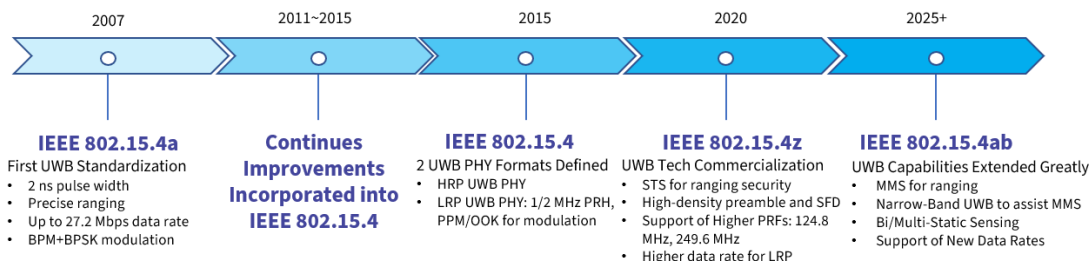 2007
2011~2015
2015
2020
2025+
IEEE 802.15.4a
First UWB Standardization
• 2 ns pulse width
• Precise ranging
• Up to 27.2 Mbps data rate
• BPM+BPSK modulation
Continues
Improvements
Incorporated into
IEEE 802.15.4
IEEE 802.15.4
2 UWB PHY Formats Defined
• HRP UWB PHY
• LRP UWB PHY: 1/2 MHz PRH,
PPM/OOK for modulation
IEEE 802.15.4z
UWB Tech Commercialization
• STS for ranging security
• High-density preamble and SFD
• Support of Higher PRFs: 124.8
MHz, 249.6 MHz
• Higher data rate for LRP
IEEE 802.15.4ab
UWB Capabilities Extended Greatly
• MMS for ranging
• Narrow-Band UWB to assist MMS
• Bi/Multi-Static Sensing
• Support of New Data Rates